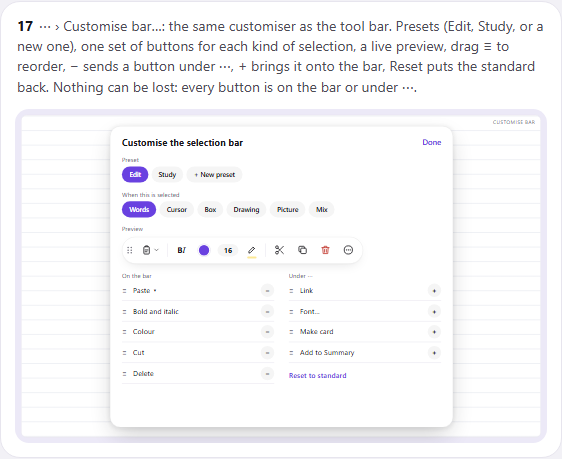 17 ··· › Customise bar...: the same customiser as the tool bar. Presets (Edit, Study, or a
new one), one set of buttons for each kind of selection, a live preview, drag ≡ to
reorder, − sends a button under ···, + brings it onto the bar, Reset puts the standard
back. Nothing can be lost: every button is on the bar or under ···.
CUSTOMISE BAR
Customise the selection bar
Done
Preset
Edit Study + New preset
When this is selected
Words Cursor Box Drawing Picture Mix
Preview
BI 16
On the bar
Paste
Bold and italic
Colour
Cut
Delete
Under ···
Link
Font...
Make card
Add to Summary
Reset to standard